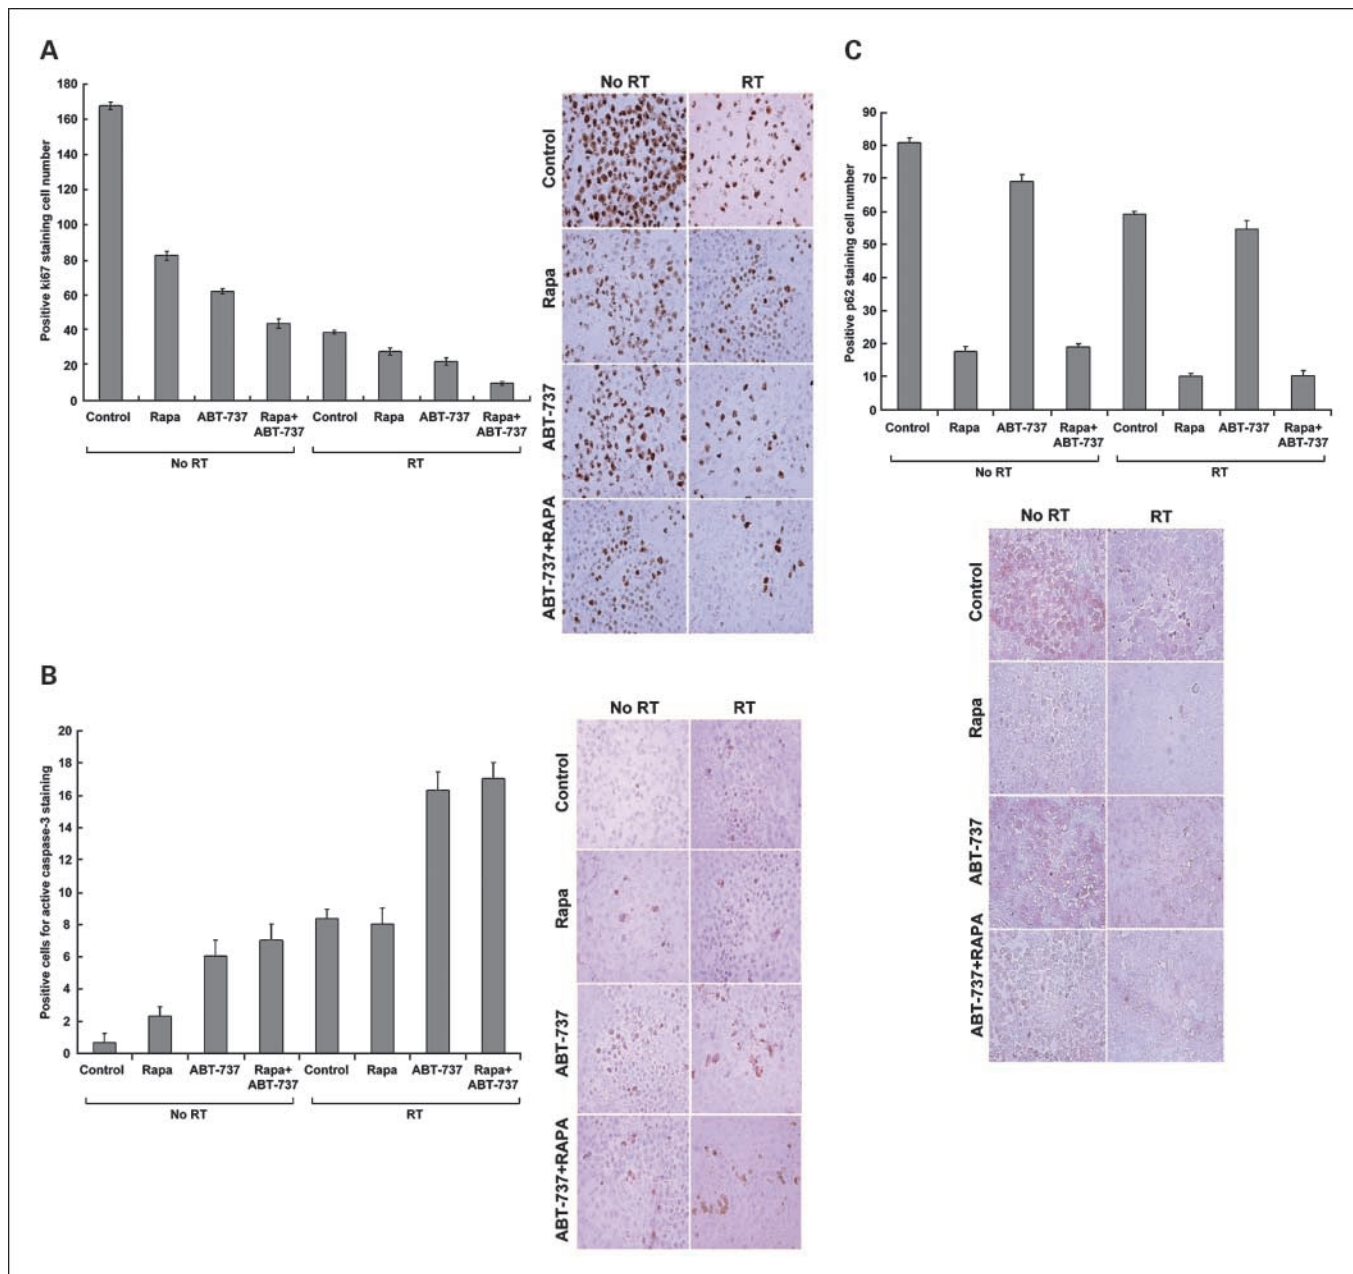 A
Positive ki67 staining cell number
180
160
140
120
100
80
60
40
20
0
Control Rapa ABT-737 Rapa+ ABT-737 Control Rapa ABT-737 Rapa+ ABT-737
No RT RT
No RT RT
Control
Rapa
ABT-737
ABT-737+RAPA
B
Positive cells for active caspase-3 staining
20
18
16
14
12
10
8
6
4
2
0
Control Rapa ABT-737 Rapa+ ABT-737 Control Rapa ABT-737 Rapa+ ABT-737
No RT RT
No RT RT
Control
Rapa
ABT-737
ABT-737+RAPA
C
Positive p62 staining cell number
90
80
70
60
50
40
30
20
10
0
Control Rapa ABT-737 Rapa+ ABT-737 Control Rapa ABT-737 Rapa+ ABT-737
No RT RT
No RT RT
Control
Rapa
ABT-737
ABT-737+RAPA